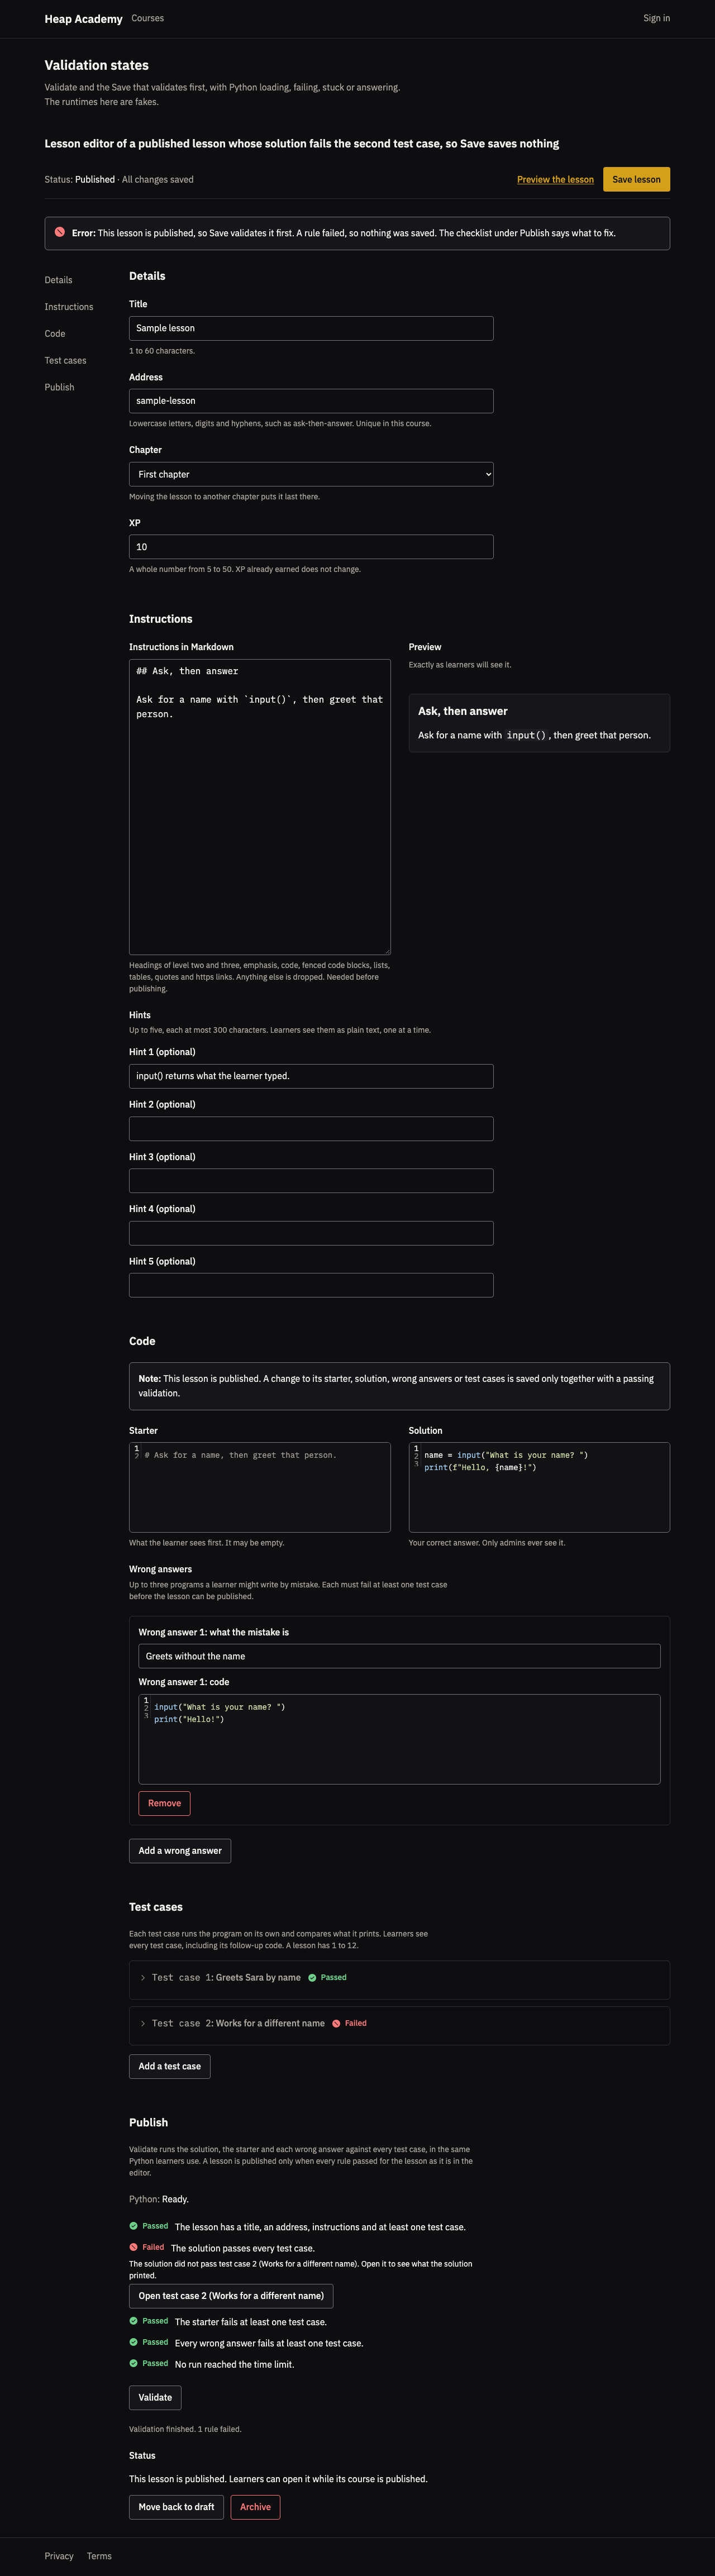 Heap Academy Courses Sign in
Validation states
Validate and the Save that validates first, with Python loading, failing, stuck or answering.
The runtimes here are fakes.
Lesson editor of a published lesson whose solution fails the second test case, so Save saves nothing
Status: Published · All changes saved Preview the lesson Save lesson
Error: This lesson is published, so Save validates it first. A rule failed, so nothing was saved. The checklist under Publish says what to fix.
Details
Instructions
Code
Test cases
Publish
Details
Title
Sample lesson
1 to 60 characters.
Address
sample-lesson
Lowercase letters, digits and hyphens, such as ask-then-answer. Unique in this course.
Chapter
First chapter
Moving the lesson to another chapter puts it last there.
XP
10
A whole number from 5 to 50. XP already earned does not change.
Instructions
Instructions in Markdown
## Ask, then answer
Ask for a name with `input()`, then greet that
person.
Headings of level two and three, emphasis, code, fenced code blocks, lists,
tables, quotes and https links. Anything else is dropped. Needed before
publishing.
Preview
Exactly as learners will see it.
Ask, then answer
Ask for a name with input(), then greet that person.
Hints
Up to five, each at most 300 characters. Learners see them as plain text, one at a time.
Hint 1 (optional)
input() returns what the learner typed.
Hint 2 (optional)
Hint 3 (optional)
Hint 4 (optional)
Hint 5 (optional)
Code
Note: This lesson is published. A change to its starter, solution, wrong answers or test cases is saved only together with a passing
validation.
Starter
1
2
# Ask for a name, then greet that person.
What the learner sees first. It may be empty.
Solution
1
2
3
name = input("What is your name? ")
print(f"Hello, {name}!")
Your correct answer. Only admins ever see it.
Wrong answers
Up to three programs a learner might write by mistake. Each must fail at least one test case
before the lesson can be published.
Wrong answer 1: what the mistake is
Greets without the name
Wrong answer 1: code
1
2
3
input("What is your name? ")
print("Hello!")
Remove
Add a wrong answer
Test cases
Each test case runs the program on its own and compares what it prints. Learners see
every test case, including its follow-up code. A lesson has 1 to 12.
Test case 1: Greets Sara by name Passed
Test case 2: Works for a different name Failed
Add a test case
Publish
Validate runs the solution, the starter and each wrong answer against every test case, in the same
Python learners use. A lesson is published only when every rule passed for the lesson as it is in the
editor.
Python: Ready.
Passed The lesson has a title, an address, instructions and at least one test case.
Failed The solution passes every test case.
The solution did not pass test case 2 (Works for a different name). Open it to see what the solution
printed.
Open test case 2 (Works for a different name)
Passed The starter fails at least one test case.
Passed Every wrong answer fails at least one test case.
Passed No run reached the time limit.
Validate
Validation finished. 1 rule failed.
Status
This lesson is published. Learners can open it while its course is published.
Move back to draft Archive
Privacy Terms